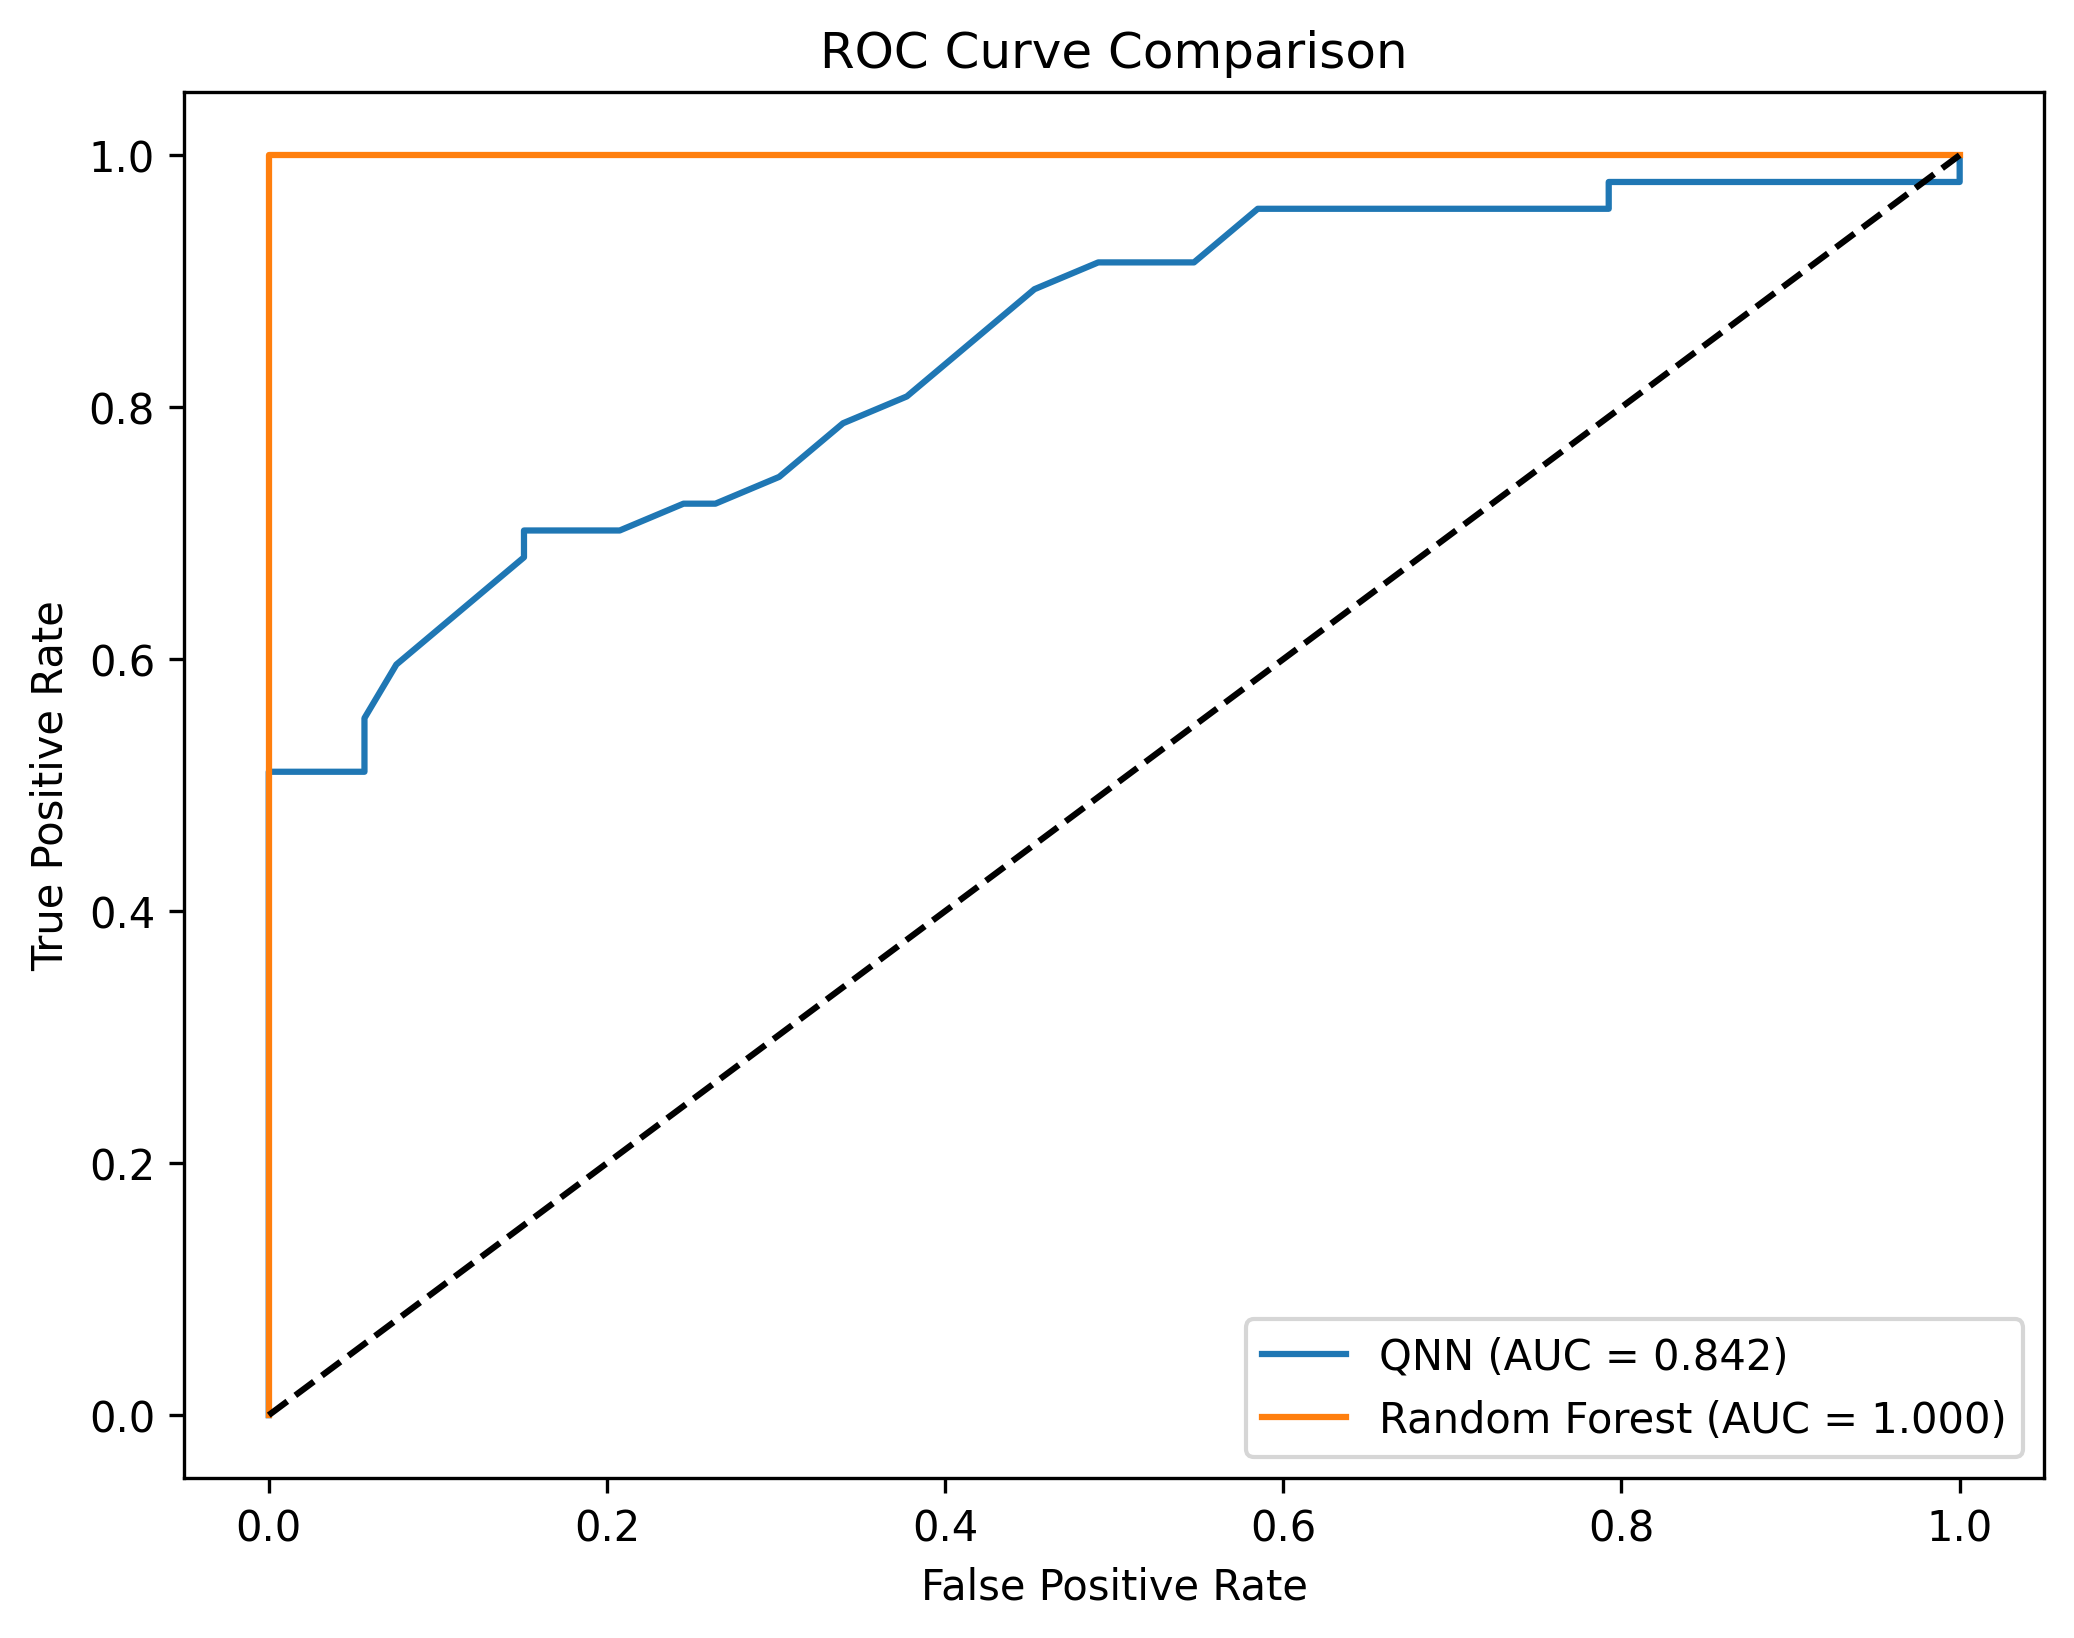 ROC Curve Comparison
1.0
0.8
0.6
0.4
0.2
0.0
True Positive Rate
0.0 0.2 0.4 0.6 0.8 1.0
False Positive Rate
QNN (AUC = 0.842)
Random Forest (AUC = 1.000)